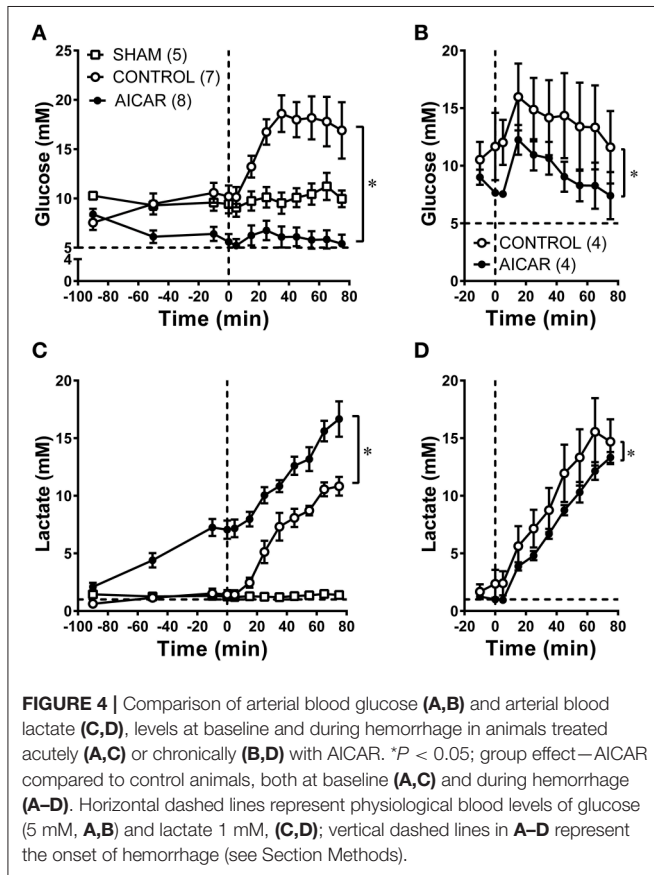 A
B
25
20
15
10
5
4
0
Glucose (mM)
SHAM (5)
CONTROL (7)
AICAR (8)
*
-100 -80 -60 -40 -20 0 20 40 60 80
Time (min)
20
15
10
5
0
Glucose (mM)
*
CONTROL (4)
AICAR (4)
-20 0 20 40 60 80
Time (min)
C
D
20
15
10
5
0
Lactate (mM)
*
-100 -80 -60 -40 -20 0 20 40 60 80
Time (min)
20
15
10
5
0
Lactate (mM)
*
-20 0 20 40 60 80
Time (min)
FIGURE 4 | Comparison of arterial blood glucose (A,B) and arterial blood
lactate (C,D), levels at baseline and during hemorrhage in animals treated
acutely (A,C) or chronically (B,D) with AICAR. *P < 0.05; group effect—AICAR
compared to control animals, both at baseline (A,C) and during hemorrhage
(A–D). Horizontal dashed lines represent physiological blood levels of glucose
(5 mM, A,B) and lactate 1 mM, (C,D); vertical dashed lines in A–D represent
the onset of hemorrhage (see Section Methods).